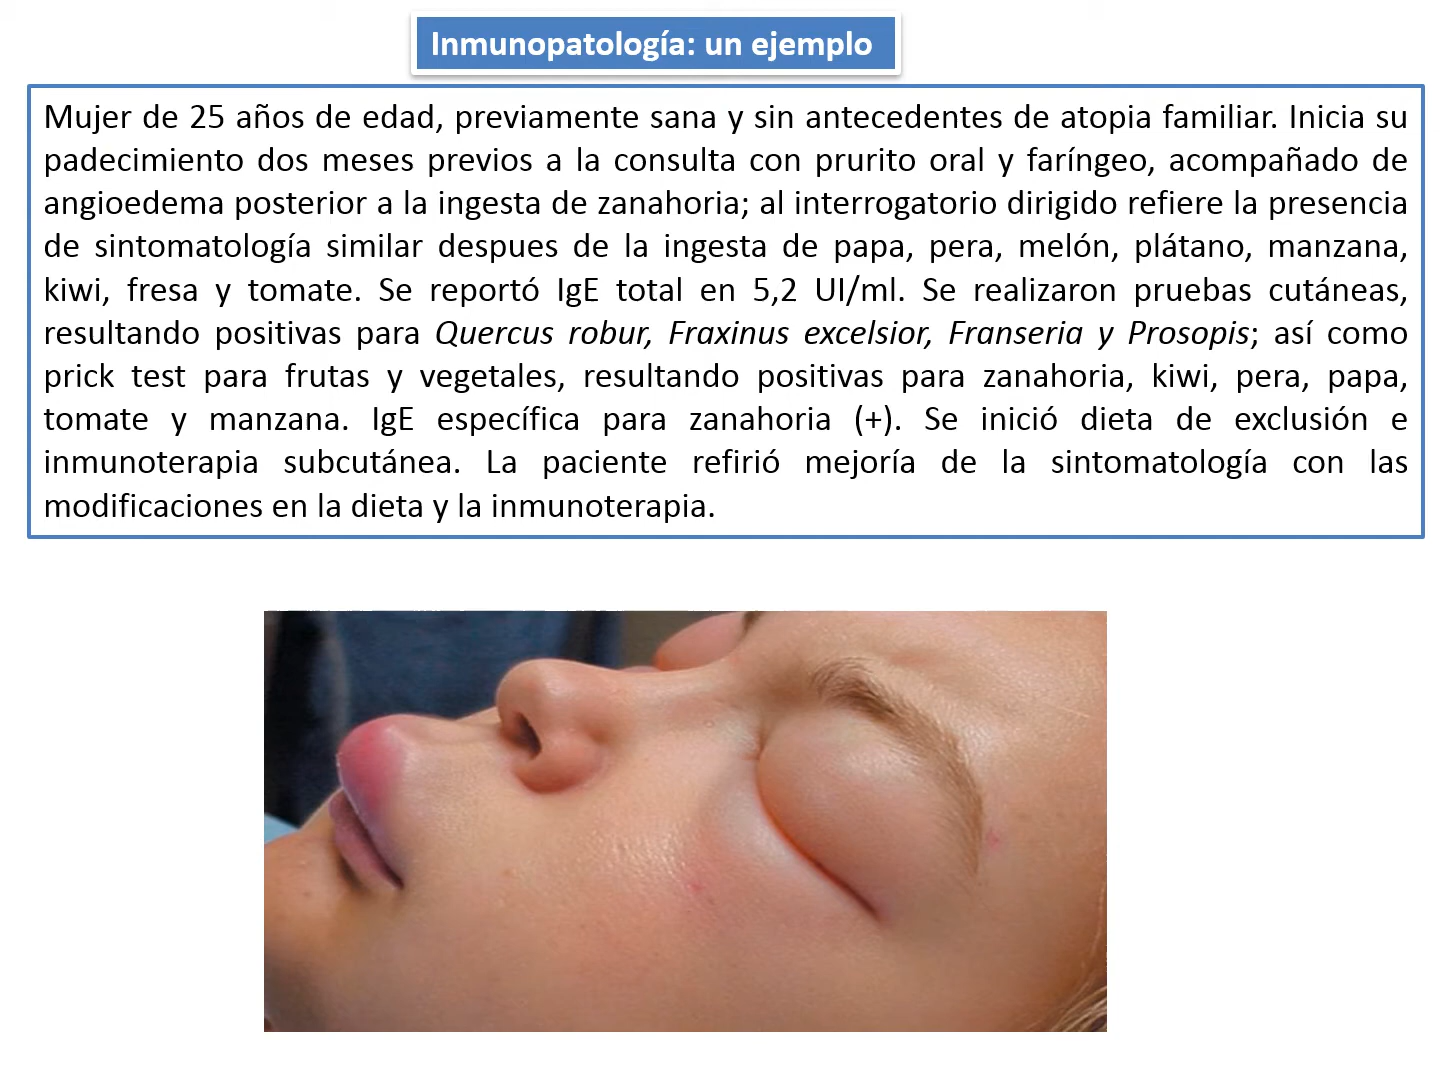 Inmunopatología: un ejemplo
Mujer de 25 años de edad, previamente sana y sin antecedentes de atopia familiar. Inicia su
padecimiento dos meses previos a la consulta con prurito oral y faríngeo, acompañado de
angioedema posterior a la ingesta de zanahoria; al interrogatorio dirigido refiere la presencia
de sintomatología similar despues de la ingesta de papa, pera, melón, plátano, manzana,
kiwi, fresa y tomate. Se reportó IgE total en 5,2 UI/ml. Se realizaron pruebas cutáneas,
resultando positivas para Quercus robur, Fraxinus excelsior, Franseria y Prosopis; así como
prick test para frutas y vegetales, resultando positivas para zanahoria, kiwi, pera, papa,
tomate y manzana. IgE específica para zanahoria (+). Se inició dieta de exclusión e
inmunoterapia subcutánea. La paciente refirió mejoría de la sintomatología con las
modificaciones en la dieta y la inmunoterapia.